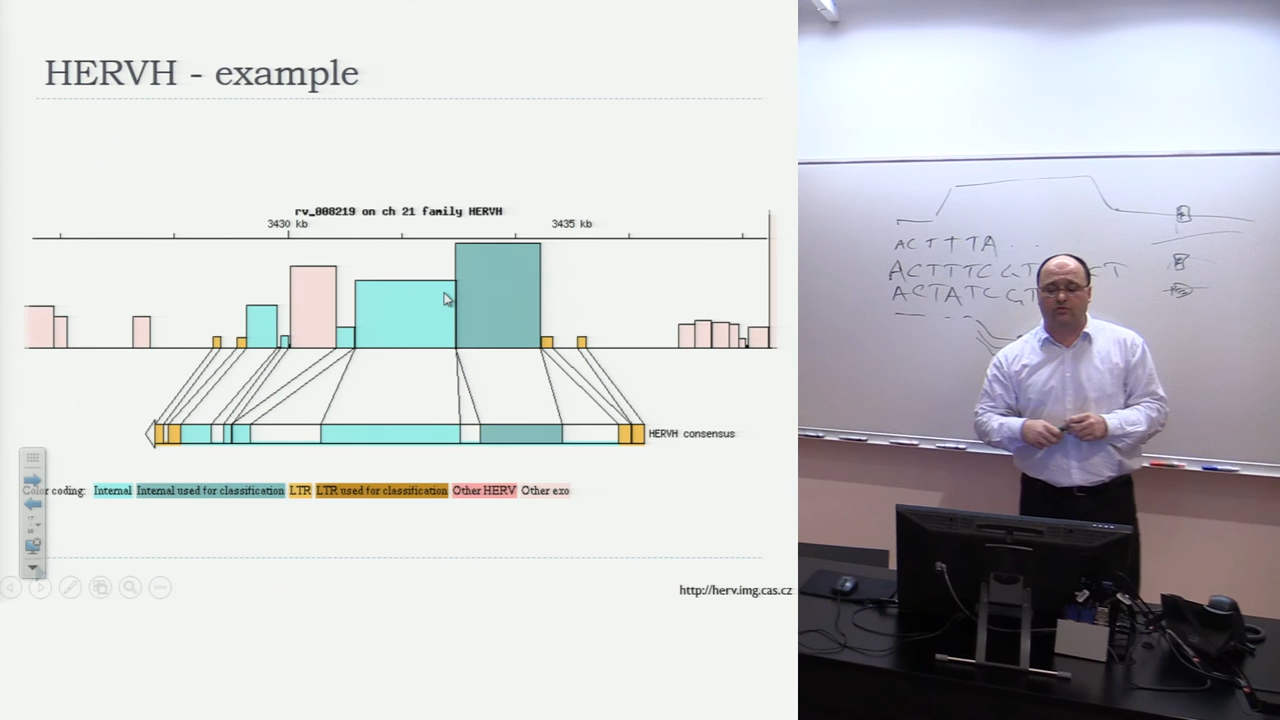 HERVH - example
rv_008219 on ch 21 family HERVH
3430 kb 3435 kb
HERVH consensus
Color coding: Internal Internal used for classification LTR LTR used for classification Other HERV Other exo
http://herv.img.cas.cz
ACTTTA . .
ACTTTCGT CT
ACTATCGT